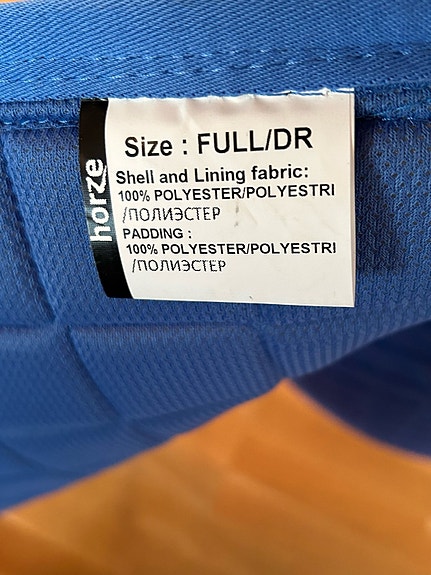 horze
Size : FULL/DR
Shell and Lining fabric:
100% POLYESTER/POLYESTRI
/ПОЛИЭСТЕР
PADDING :
100% POLYESTER/POLYESTRI
/ПОЛИЭСТЕР